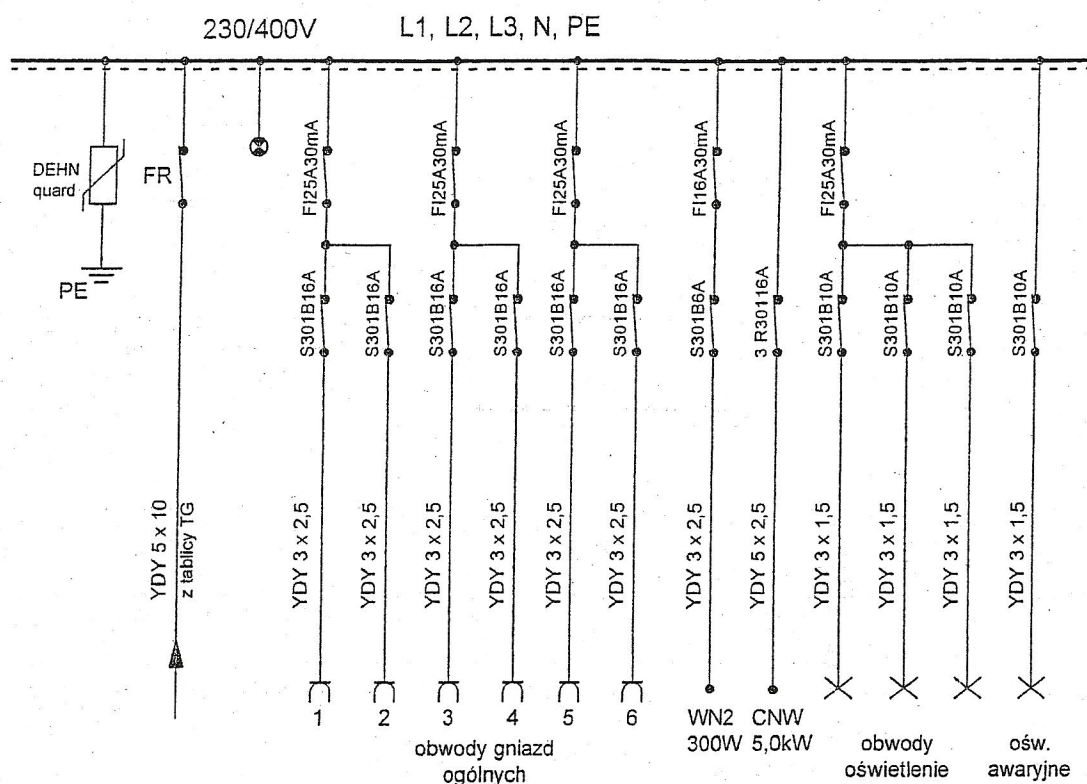 230/400V
L1, L2, L3, N, PE
DEHN
quard
PE
FR
YDY 5 x 10
z tablicy TG
FI25A30mA
FI25A30mA
FI25A30mA
FI16A30mA
FI25A30mA
S301B16A
S301B16A
S301B16A
S301B16A
S301B16A
S301B16A
S301B6A
3 R30116A
S301B10A
S301B10A
S301B10A
S301B10A
YDY 3 x 2,5
YDY 3 x 2,5
YDY 3 x 2,5
YDY 3 x 2,5
YDY 3 x 2,5
YDY 3 x 2,5
YDY 3 x 2,5
YDY 5 x 2,5
YDY 3 x 1,5
YDY 3 x 1,5
YDY 3 x 1,5
YDY 3 x 1,5
1
2
3
4
5
6
obwody gniazd
ogólnych
WN2
300W
CNW
5,0kW
obwody
oświetlenie
ośw.
awaryjne